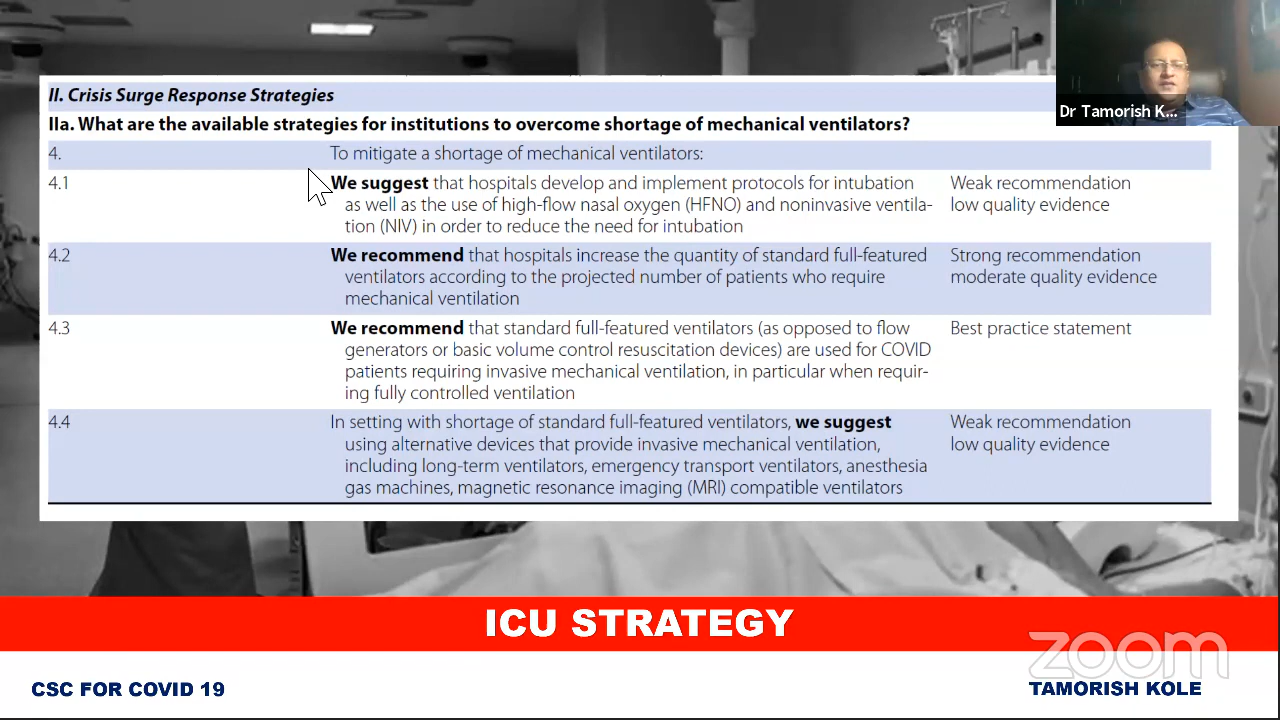 II. Crisis Surge Response Strategies
IIa. What are the available strategies for institutions to overcome shortage of mechanical ventilators?
4. To mitigate a shortage of mechanical ventilators:
4.1 We suggest that hospitals develop and implement protocols for intubation Weak recommendation
as well as the use of high-flow nasal oxygen (HFNO) and noninvasive ventila- low quality evidence
tion (NIV) in order to reduce the need for intubation
4.2 We recommend that hospitals increase the quantity of standard full-featured Strong recommendation
ventilators according to the projected number of patients who require moderate quality evidence
mechanical ventilation
4.3 We recommend that standard full-featured ventilators (as opposed to flow Best practice statement
generators or basic volume control resuscitation devices) are used for COVID
patients requiring invasive mechanical ventilation, in particular when requir-
ing fully controlled ventilation
4.4 In setting with shortage of standard full-featured ventilators, we suggest Weak recommendation
using alternative devices that provide invasive mechanical ventilation, low quality evidence
including long-term ventilators, emergency transport ventilators, anesthesia
gas machines, magnetic resonance imaging (MRI) compatible ventilators
Dr Tamorish K...
ICU STRATEGY
zoom
CSC FOR COVID 19
TAMORISH KOLE